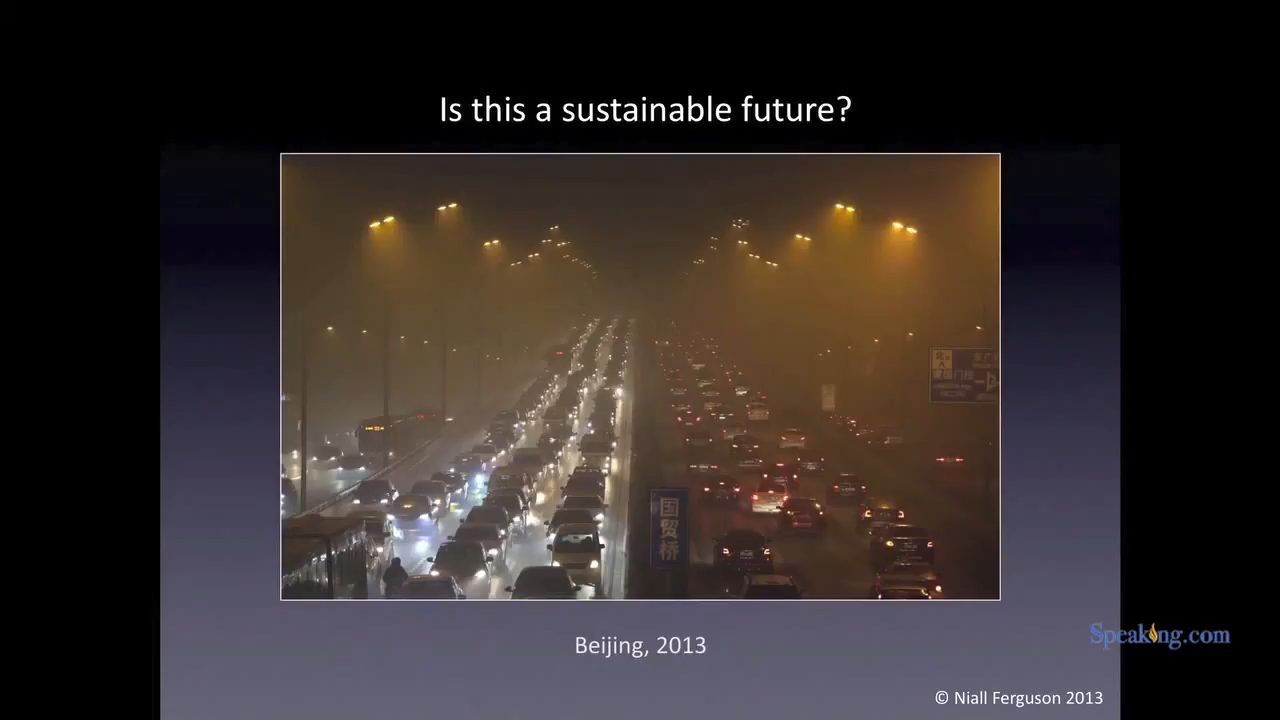 Is this a sustainable future?
国
贸
桥
Beijing, 2013
Speaking.com
© Niall Ferguson 2013